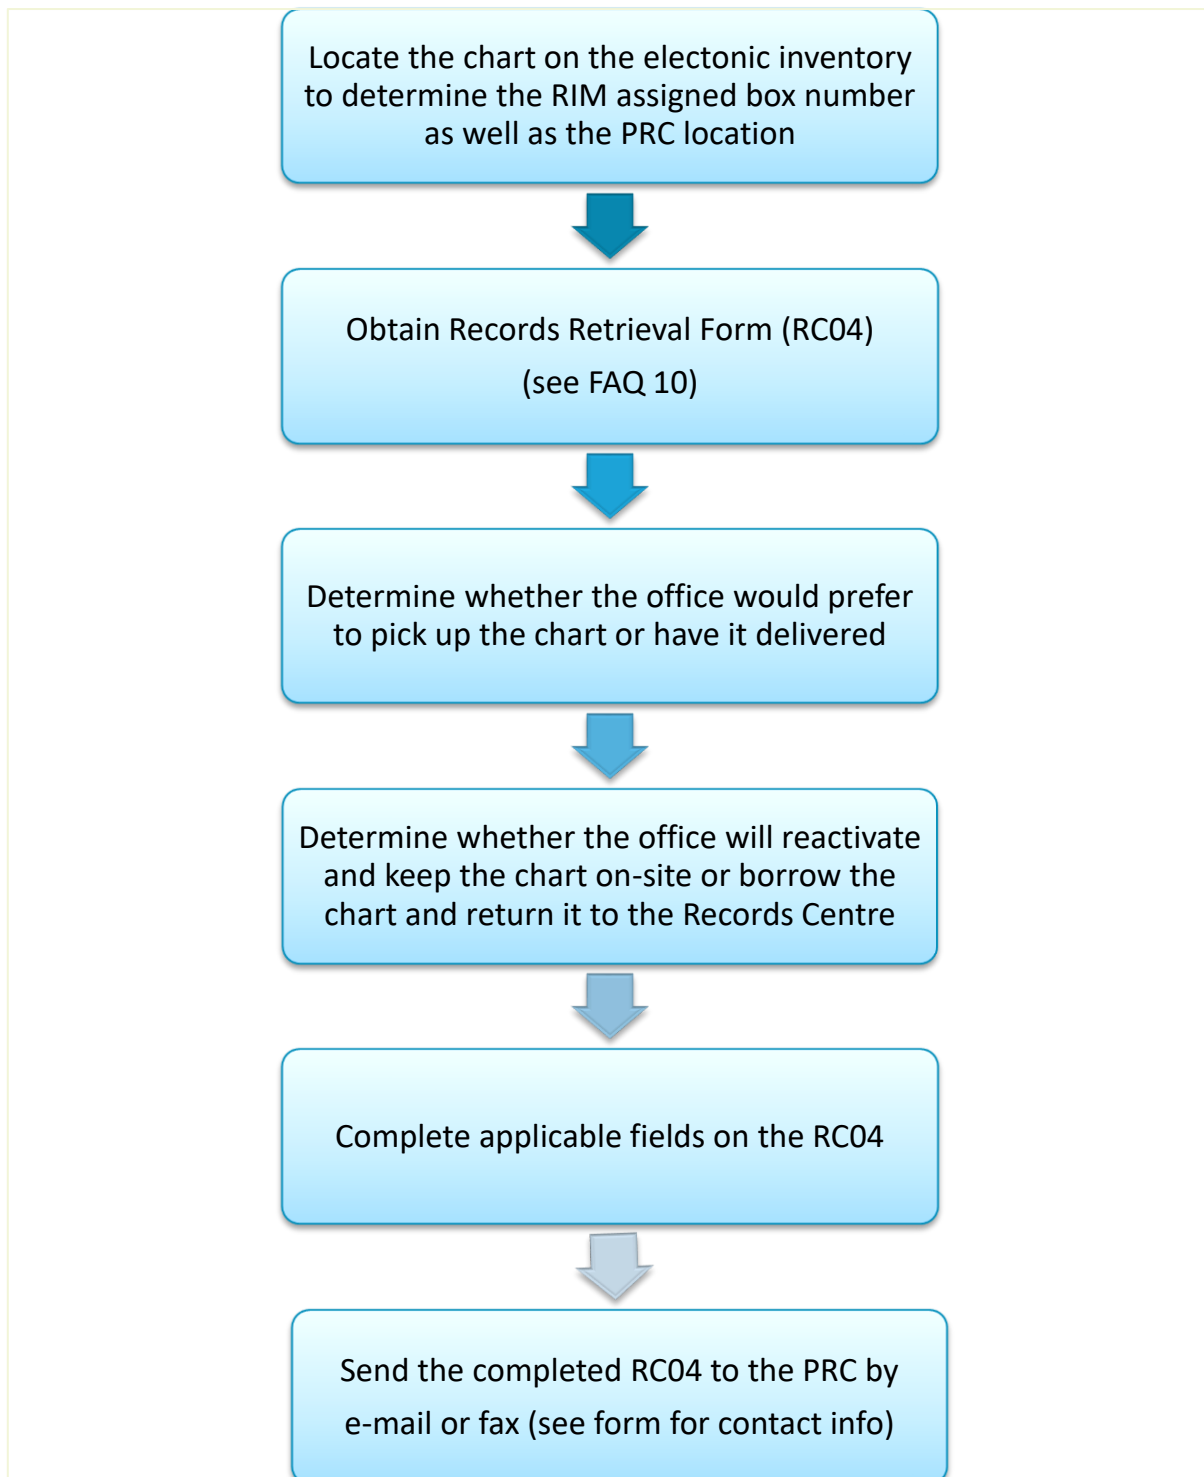 Locate the chart on the electonic inventory
to determine the RIM assigned box number
as well as the PRC location
Obtain Records Retrieval Form (RC04)
(see FAQ 10)
Determine whether the office would prefer
to pick up the chart or have it delivered
Determine whether the office will reactivate
and keep the chart on-site or borrow the
chart and return it to the Records Centre
Complete applicable fields on the RC04
Send the completed RC04 to the PRC by
e-mail or fax (see form for contact info)